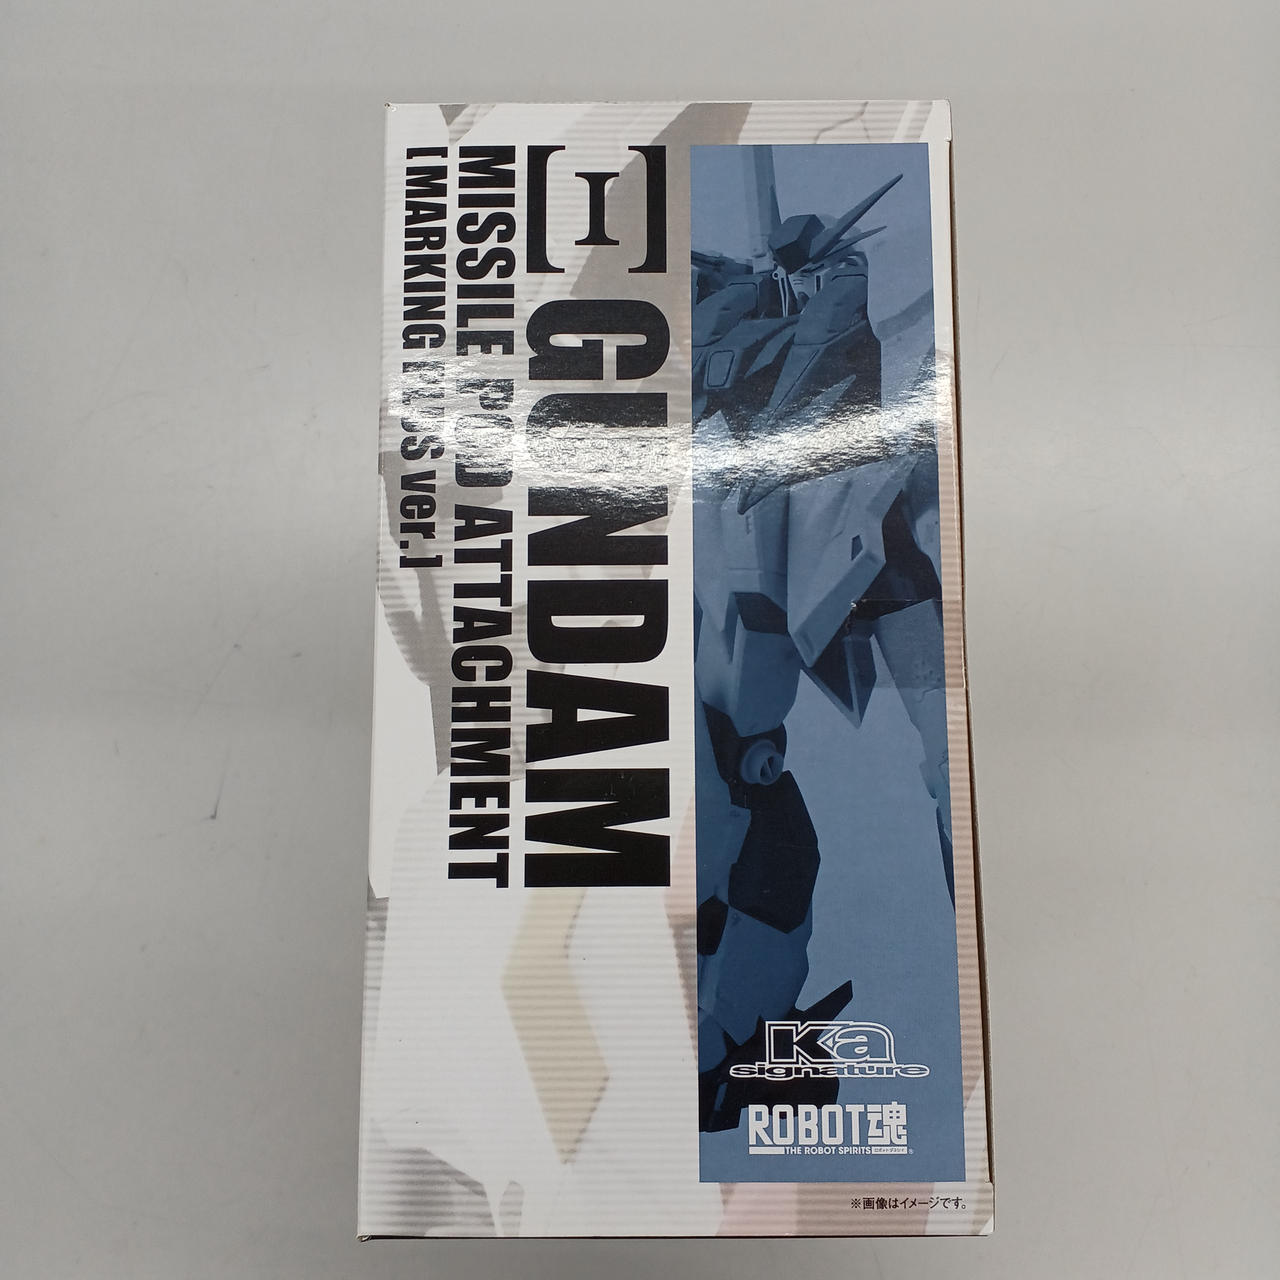 [I] GUNDAM
MISSILE POD ATTACHMENT
[MARKING PLUS ver.]
Ka
signature
ROBOT魂
THE ROBOT SPIRITS
※画像はイメージです。